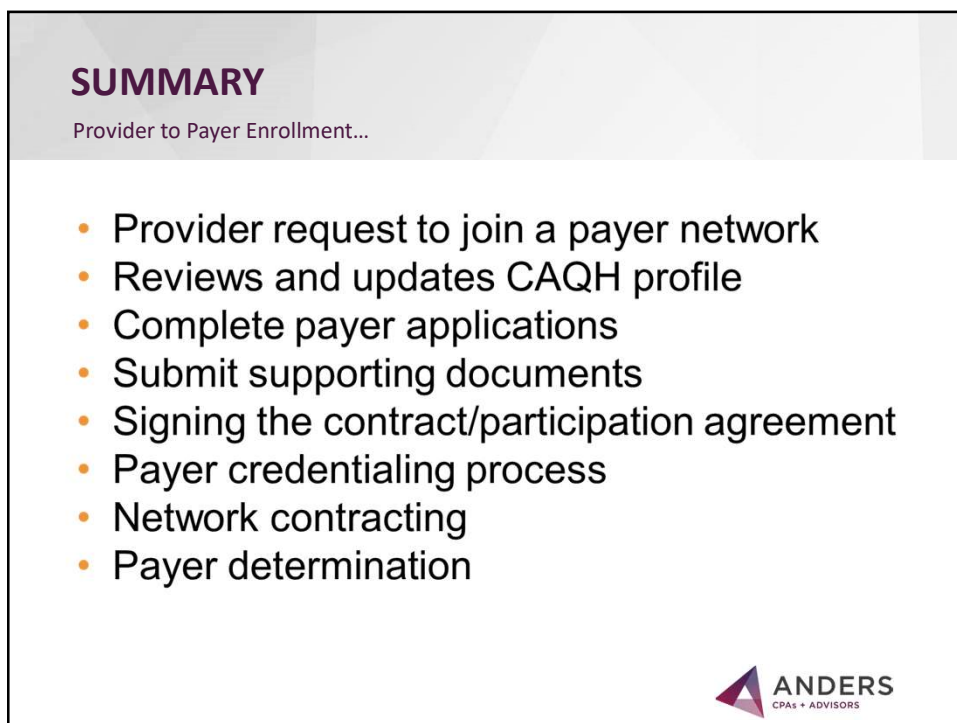 SUMMARY
Provider to Payer Enrollment…
• Provider request to join a payer network
• Reviews and updates CAQH profile
• Complete payer applications
• Submit supporting documents
• Signing the contract/participation agreement
• Payer credentialing process
• Network contracting
• Payer determination
ANDERS
CPAs + ADVISORS